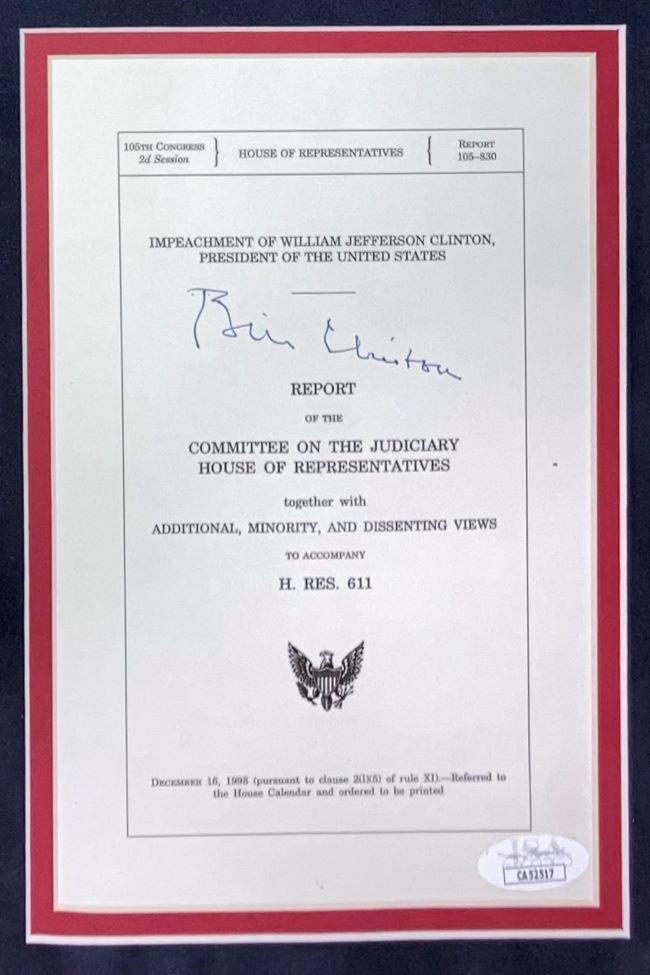 105TH CONGRESS
2d Session
HOUSE OF REPRESENTATIVES
REPORT
105–830
IMPEACHMENT OF WILLIAM JEFFERSON CLINTON,
PRESIDENT OF THE UNITED STATES
Bill Clinton
REPORT
OF THE
COMMITTEE ON THE JUDICIARY
HOUSE OF REPRESENTATIVES
together with
ADDITIONAL, MINORITY, AND DISSENTING VIEWS
TO ACCOMPANY
H. RES. 611
DECEMBER 16, 1998 (pursuant to clause 2(l)(5) of rule XI).—Referred to
the House Calendar and ordered to be printed
JSA
CA52517